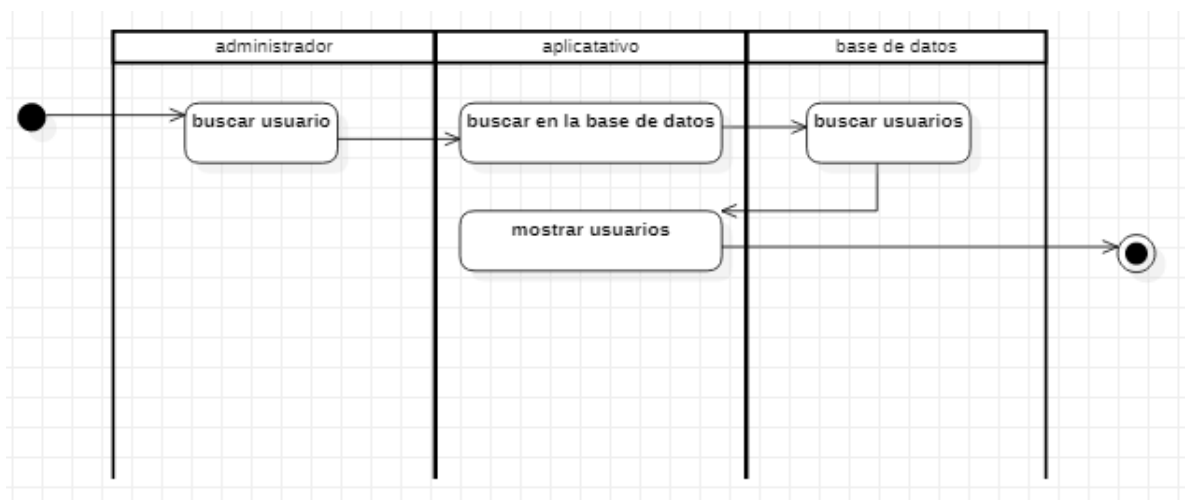 administrador
aplicatativo
base de datos
buscar usuario
buscar en la base de datos
buscar usuarios
mostrar usuarios